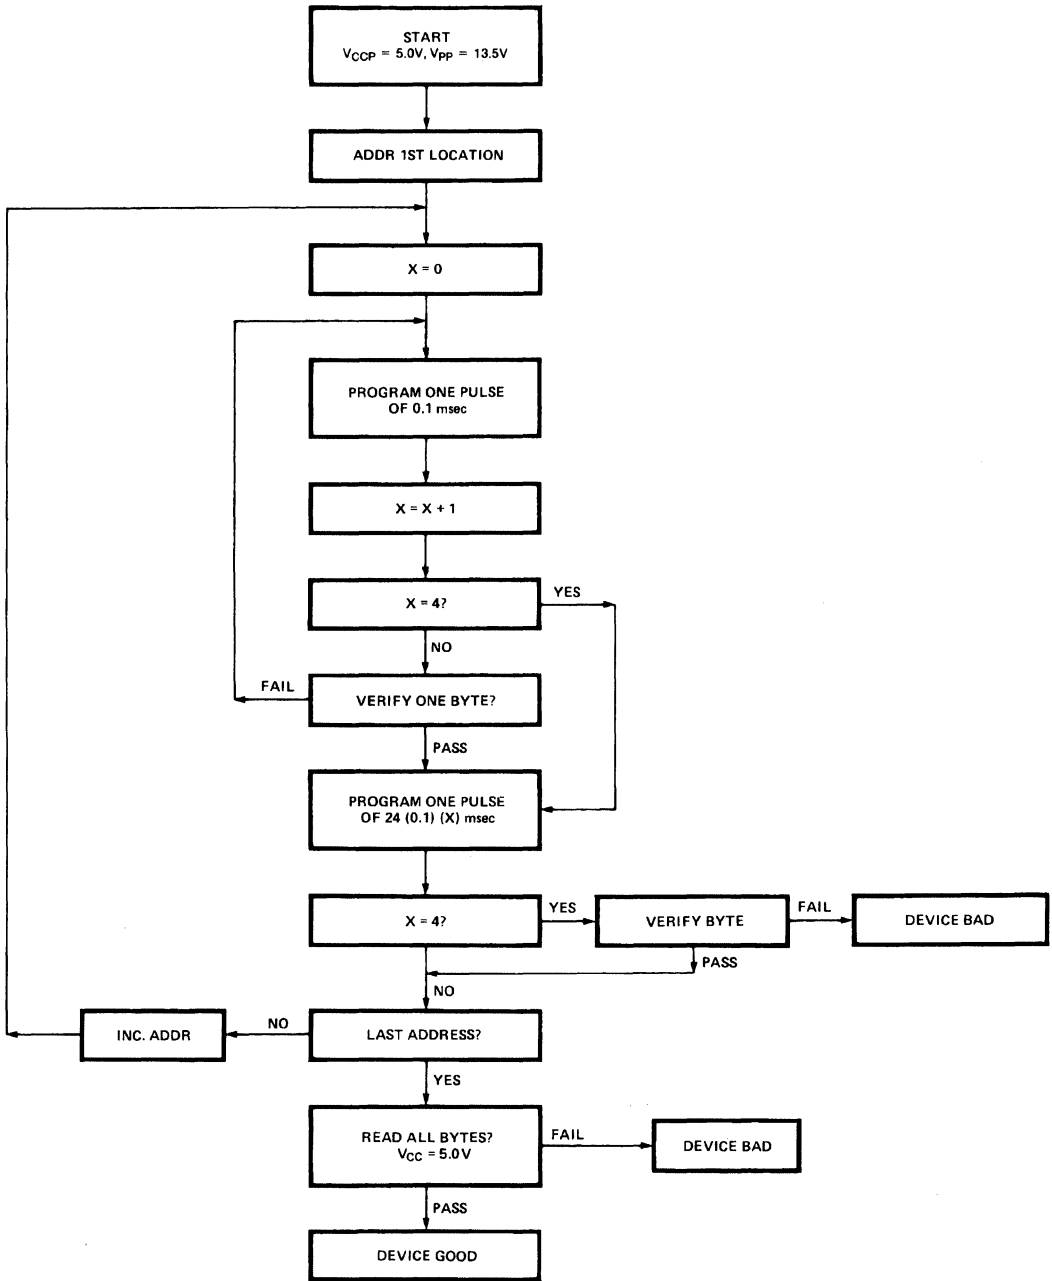 START
VCCP = 5.0V, VPP = 13.5V
ADDR 1ST LOCATION
X = 0
PROGRAM ONE PULSE
OF 0.1 msec
X = X + 1
X = 4?
YES
NO
FAIL
VERIFY ONE BYTE?
PASS
PROGRAM ONE PULSE
OF 24 (0.1) (X) msec
X = 4?
YES
VERIFY BYTE
FAIL
DEVICE BAD
PASS
NO
INC. ADDR
NO
LAST ADDRESS?
YES
READ ALL BYTES?
VCC = 5.0V
FAIL
DEVICE BAD
PASS
DEVICE GOOD